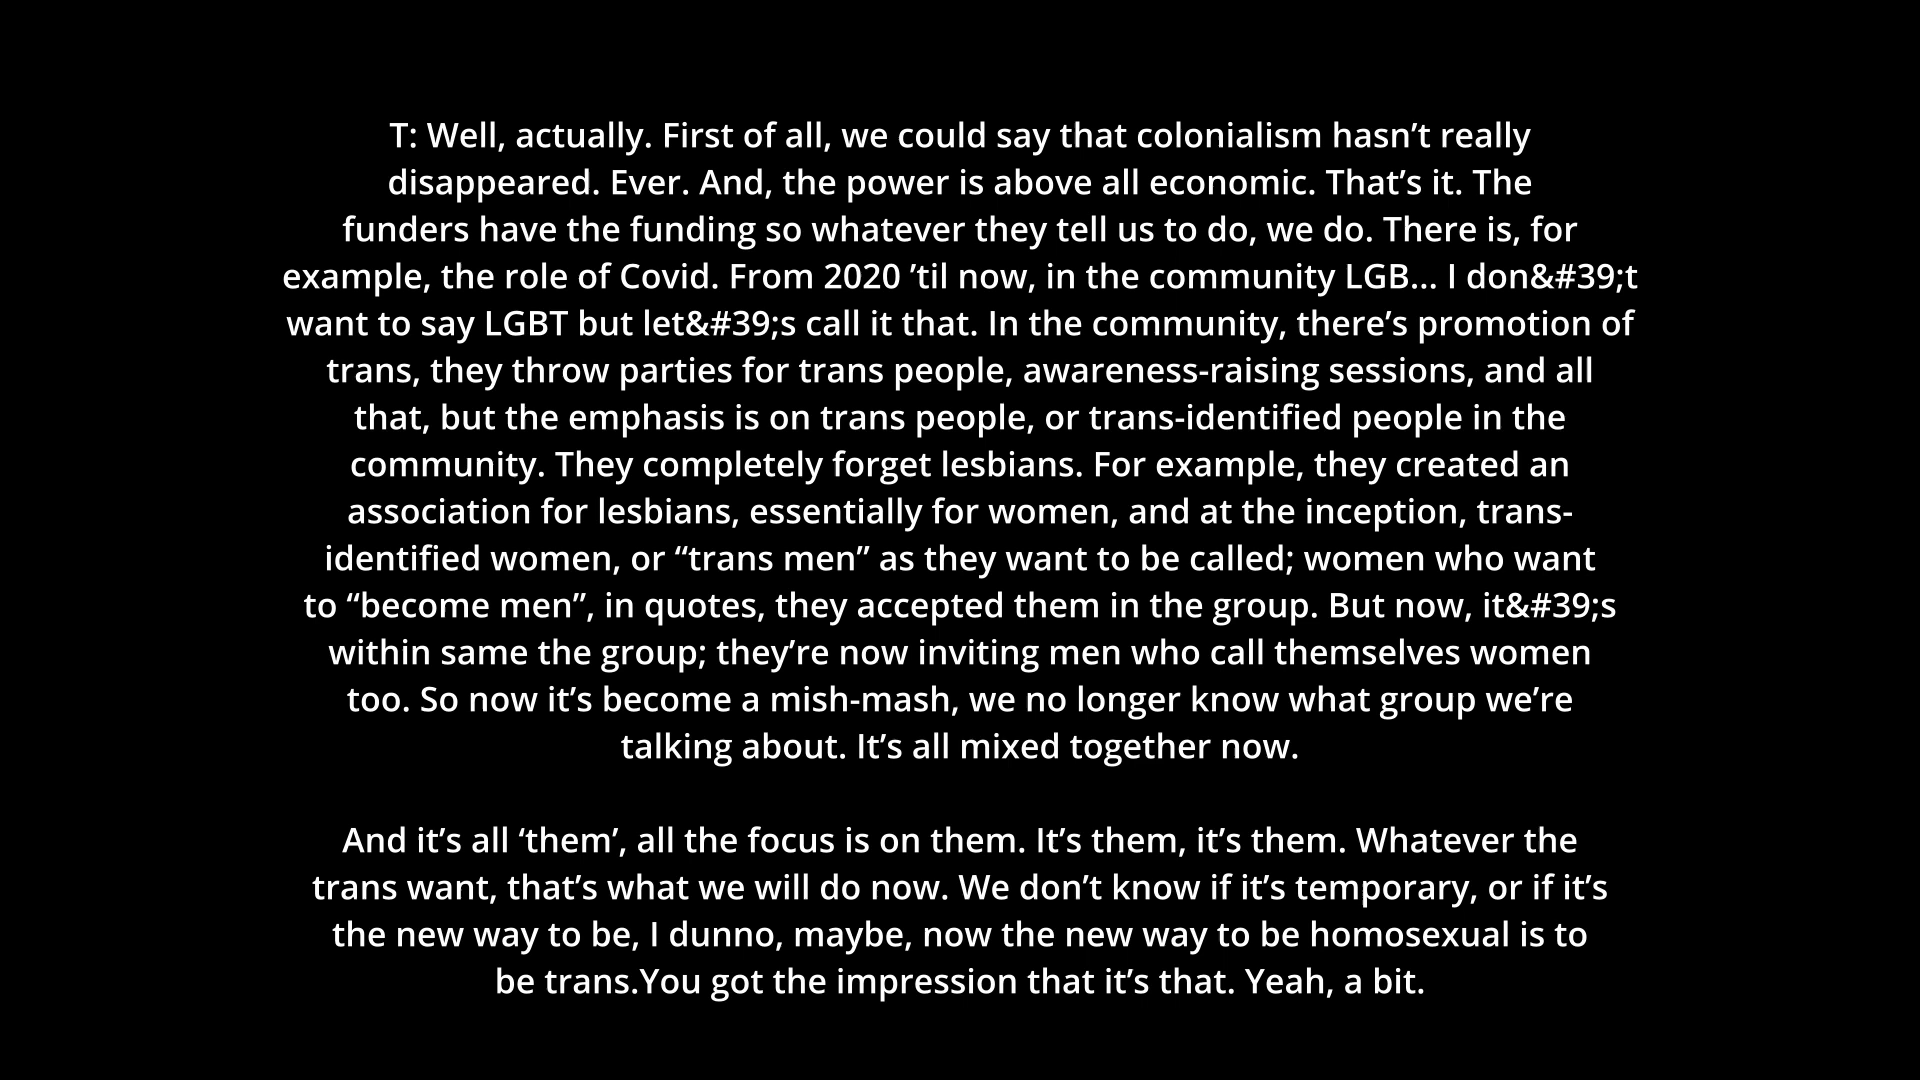 T: Well, actually. First of all, we could say that colonialism hasn’t really
disappeared. Ever. And, the power is above all economic. That’s it. The
funders have the funding so whatever they tell us to do, we do. There is, for
example, the role of Covid. From 2020 ’til now, in the community LGB... I don&#39;t
want to say LGBT but let&#39;s call it that. In the community, there’s promotion of
trans, they throw parties for trans people, awareness-raising sessions, and all
that, but the emphasis is on trans people, or trans-identified people in the
community. They completely forget lesbians. For example, they created an
association for lesbians, essentially for women, and at the inception, trans-
identified women, or “trans men” as they want to be called; women who want
to “become men”, in quotes, they accepted them in the group. But now, it&#39;s
within same the group; they’re now inviting men who call themselves women
too. So now it’s become a mish-mash, we no longer know what group we’re
talking about. It’s all mixed together now.
And it’s all ‘them’, all the focus is on them. It’s them, it’s them. Whatever the
trans want, that’s what we will do now. We don’t know if it’s temporary, or if it’s
the new way to be, I dunno, maybe, now the new way to be homosexual is to
be trans.You got the impression that it’s that. Yeah, a bit.